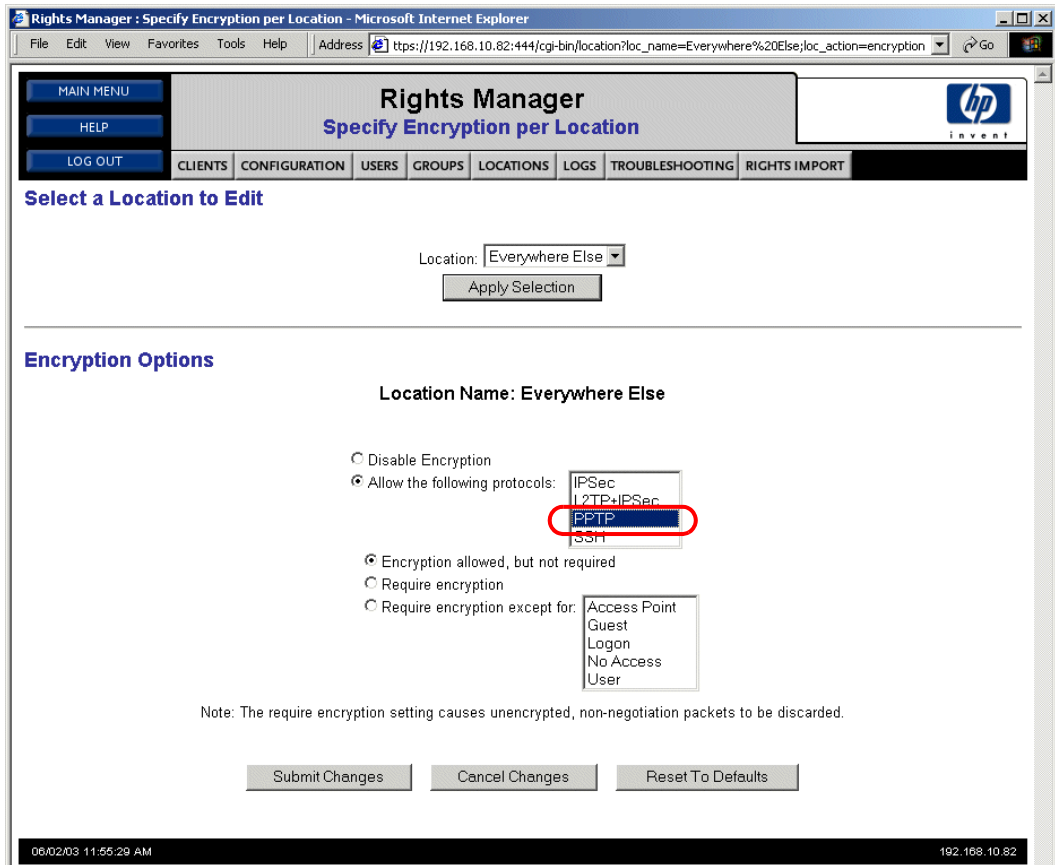 Rights Manager : Specify Encryption per Location - Microsoft Internet Explorer
File Edit View Favorites Tools Help Address ttps://192.168.10.82:444/cgi-bin/location?loc_name=Everywhere%20Else;loc_action=encryption Go
MAIN MENU
HELP
LOG OUT
Rights Manager
Specify Encryption per Location
hp
invent
CLIENTS CONFIGURATION USERS GROUPS LOCATIONS LOGS TROUBLESHOOTING RIGHTS IMPORT
Select a Location to Edit
Location: Everywhere Else
Apply Selection
Encryption Options
Location Name: Everywhere Else
Disable Encryption
Allow the following protocols:
IPSec
L2TP+IPSec
PPTP
SSH
Encryption allowed, but not required
Require encryption
Require encryption except for:
Access Point
Guest
Logon
No Access
User
Note: The require encryption setting causes unencrypted, non-negotiation packets to be discarded.
Submit Changes Cancel Changes Reset To Defaults
06/02/03 11:55:29 AM 192.168.10.82